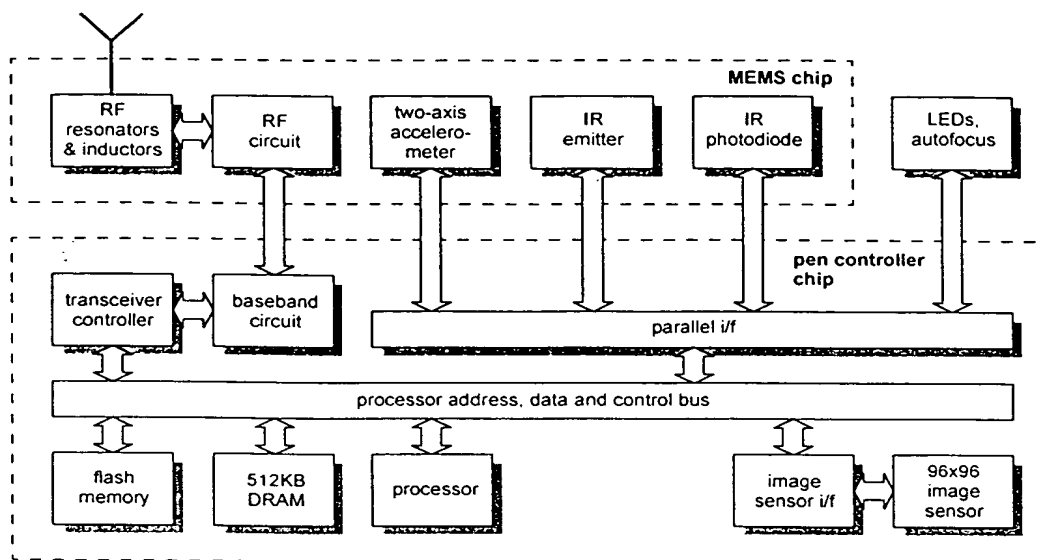 MEMS chip
RF
resonators
& inductors
RF
circuit
two-axis
accelero-
meter
IR
emitter
IR
photodiode
LEDs,
autofocus
pen controller
chip
transceiver
controller
baseband
circuit
parallel i/f
processor address, data and control bus
flash
memory
512KB
DRAM
processor
image
sensor i/f
96x96
image
sensor